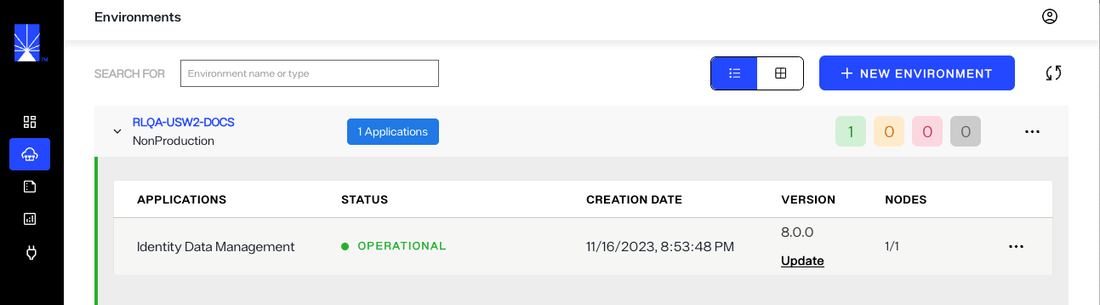 Environments
SEARCH FOR
Environment name or type
+ NEW ENVIRONMENT
RLQA-USW2-DOCS
NonProduction
1 Applications
1 0 0 0
APPLICATIONS STATUS CREATION DATE VERSION NODES
Identity Data Management OPERATIONAL 11/16/2023, 8:53:48 PM 8.0.0 1/1
Update